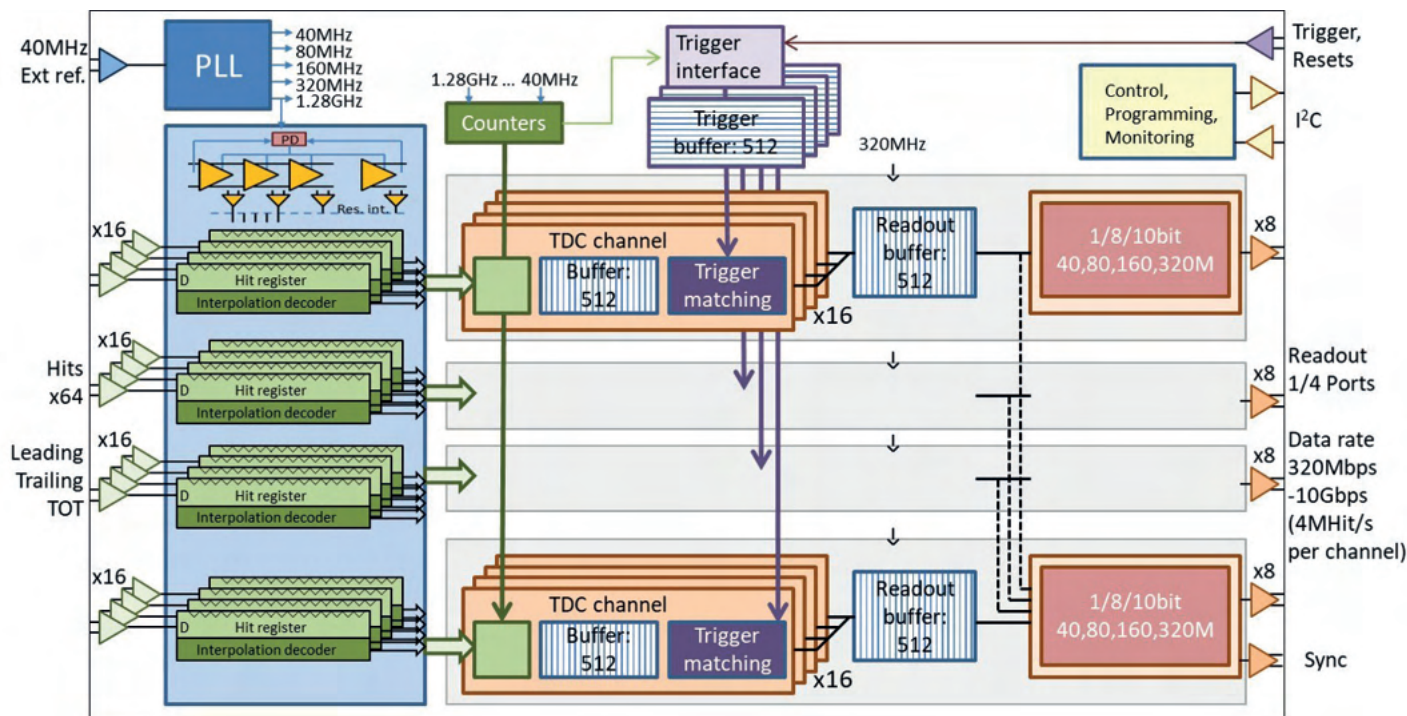 40MHz
Ext ref.
PLL
40MHz
80MHz
160MHz
320MHz
1.28GHz
1.28GHz ... 40MHz
Counters
Trigger
interface
Trigger
buffer: 512
Trigger,
Resets
Control,
Programming,
Monitoring
I²C
PD
Res. int.
320MHz
x16
D
Hit register
Interpolation decoder
TDC channel
Buffer:
512
Trigger
matching
x16
Readout
buffer:
512
1/8/10bit
40,80,160,320M
x8
Hits
x64
x16
D
Hit register
Interpolation decoder
x8
Readout
1/4 Ports
Leading
Trailing
TOT
x16
D
Hit register
Interpolation decoder
x8
Data rate
320Mbps
-10Gbps
(4MHit/s
per channel)
x16
D
Hit register
Interpolation decoder
TDC channel
Buffer:
512
Trigger
matching
x16
Readout
buffer:
512
1/8/10bit
40,80,160,320M
x8
Sync